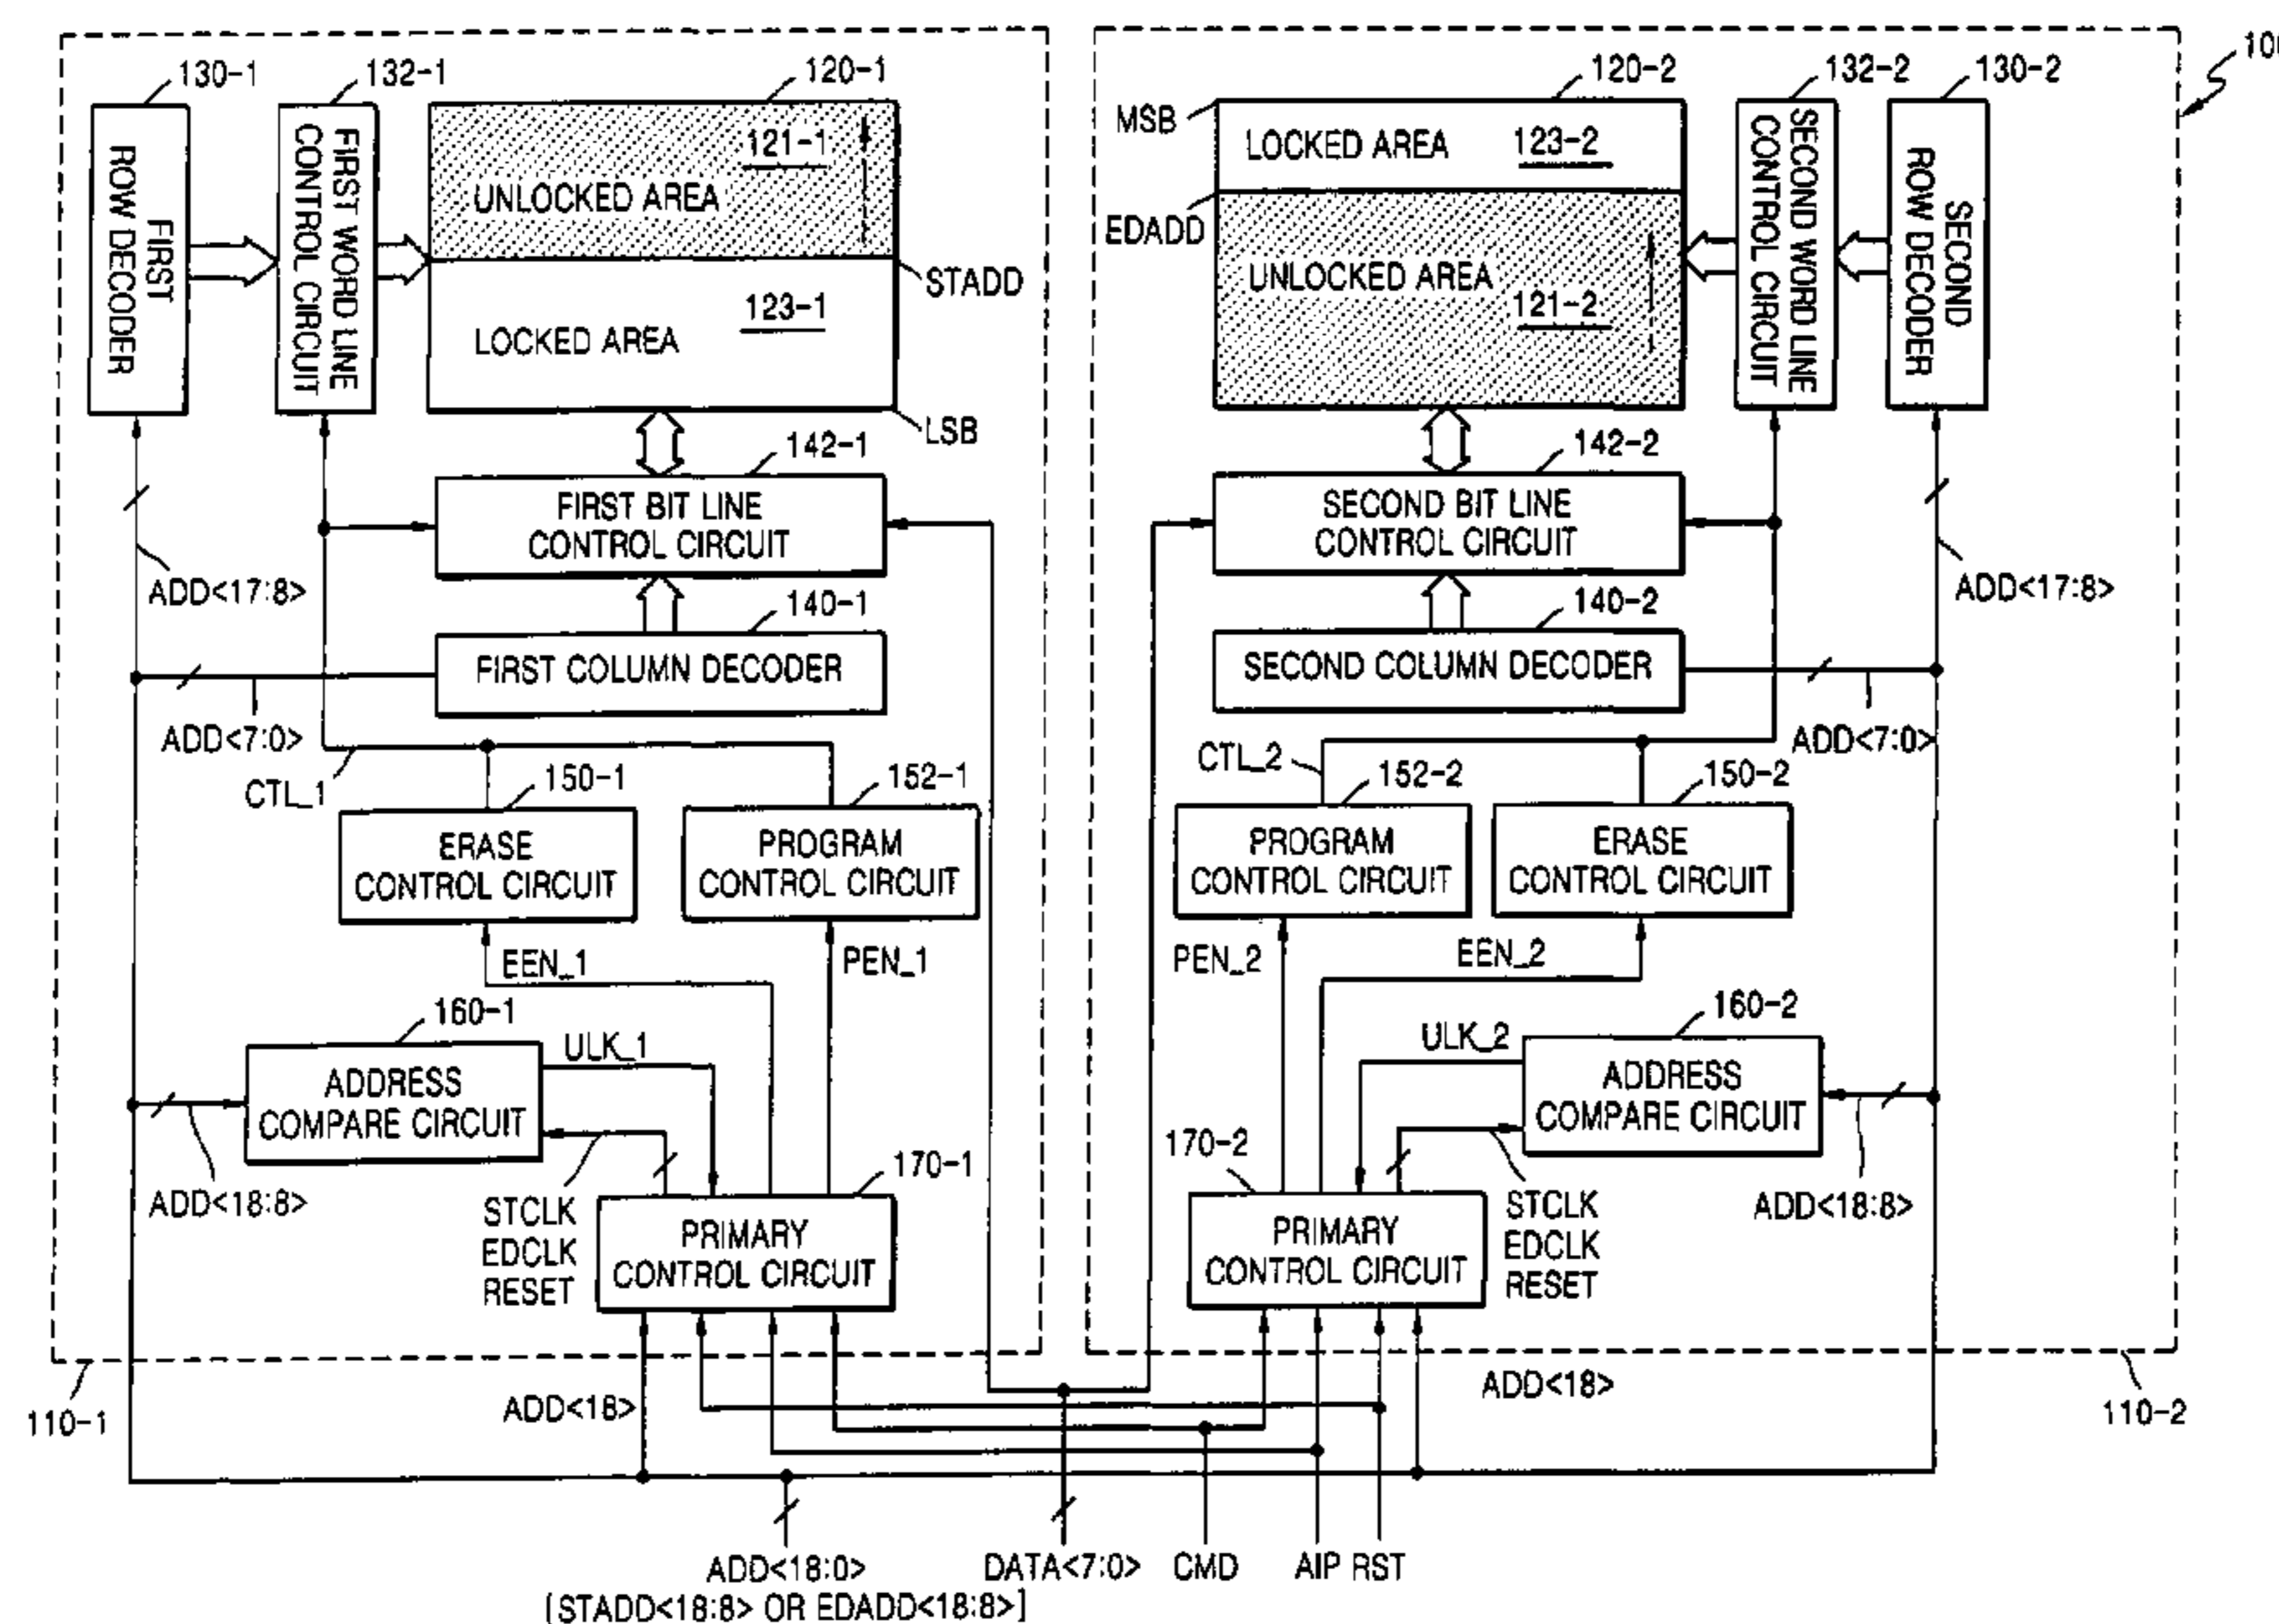 100
130-1
132-1
120-1
120-2
132-2
130-2
FIRST
ROW DECODER
FIRST WORD LINE
CONTROL CIRCUIT
121-1
UNLOCKED AREA
STADD
123-1
LOCKED AREA
LSB
MSB
LOCKED AREA
123-2
EDADD
UNLOCKED AREA
121-2
SECOND WORD LINE
CONTROL CIRCUIT
SECOND
ROW DECODER
142-1
FIRST BIT LINE
CONTROL CIRCUIT
142-2
SECOND BIT LINE
CONTROL CIRCUIT
ADD<17:8>
ADD<17:8>
140-1
FIRST COLUMN DECODER
140-2
SECOND COLUMN DECODER
ADD<7:0>
ADD<7:0>
CTL_1
150-1
ERASE
CONTROL CIRCUIT
152-1
PROGRAM
CONTROL CIRCUIT
CTL_2
152-2
PROGRAM
CONTROL CIRCUIT
150-2
ERASE
CONTROL CIRCUIT
EEN_1
PEN_1
PEN_2
EEN_2
160-1
ADDRESS
COMPARE CIRCUIT
ULK_1
ULK_2
160-2
ADDRESS
COMPARE CIRCUIT
ADD<18:8>
STCLK
EDCLK
RESET
170-1
PRIMARY
CONTROL CIRCUIT
170-2
PRIMARY
CONTROL CIRCUIT
STCLK
EDCLK
RESET
ADD<18:8>
110-1
ADD<18>
ADD<18>
110-2
ADD<18:0>
[STADD<18:8> OR EDADD<18:8>]
DATA<7:0>
CMD
AIP
RST